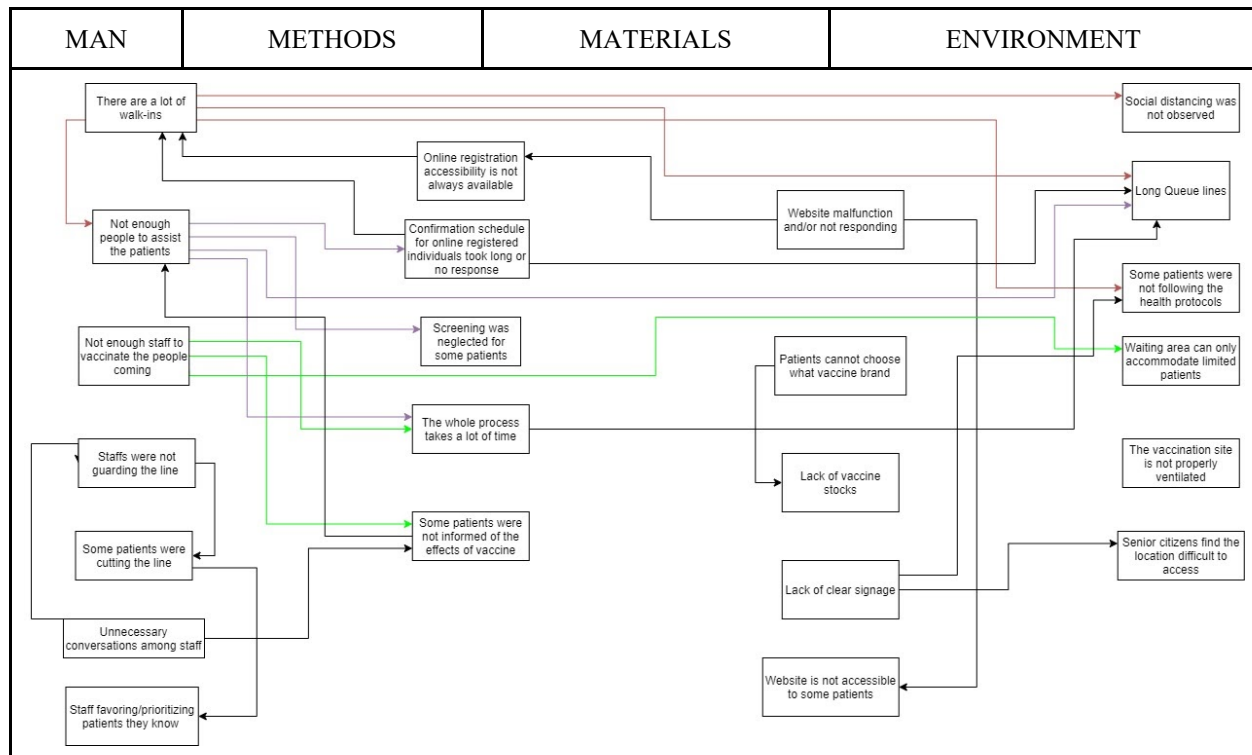 MAN
METHODS
MATERIALS
ENVIRONMENT
There are a lot of
walk-ins
Social distancing was
not observed
Online registration
accessibility is not
always available
Long Queue lines
Not enough
people to assist
the patients
Confirmation schedule
for online registered
individuals took long or
no response
Website malfunction
and/or not responding
Some patients were
not following the
health protocols
Not enough staff to
vaccinate the people
coming
Screening was
neglected for
some patients
Patients cannot choose
what vaccine brand
Waiting area can only
accommodate limited
patients
The whole process
takes a lot of time
Staffs were not
guarding the line
Lack of vaccine
stocks
The vaccination site
is not properly
ventilated
Some patients were
cutting the line
Some patients were
not informed of the
effects of vaccine
Lack of clear signage
Senior citizens find the
location difficult to
access
Unnecessary
conversations among staff
Staff favoring/prioritizing
patients they know
Website is not accessible
to some patients